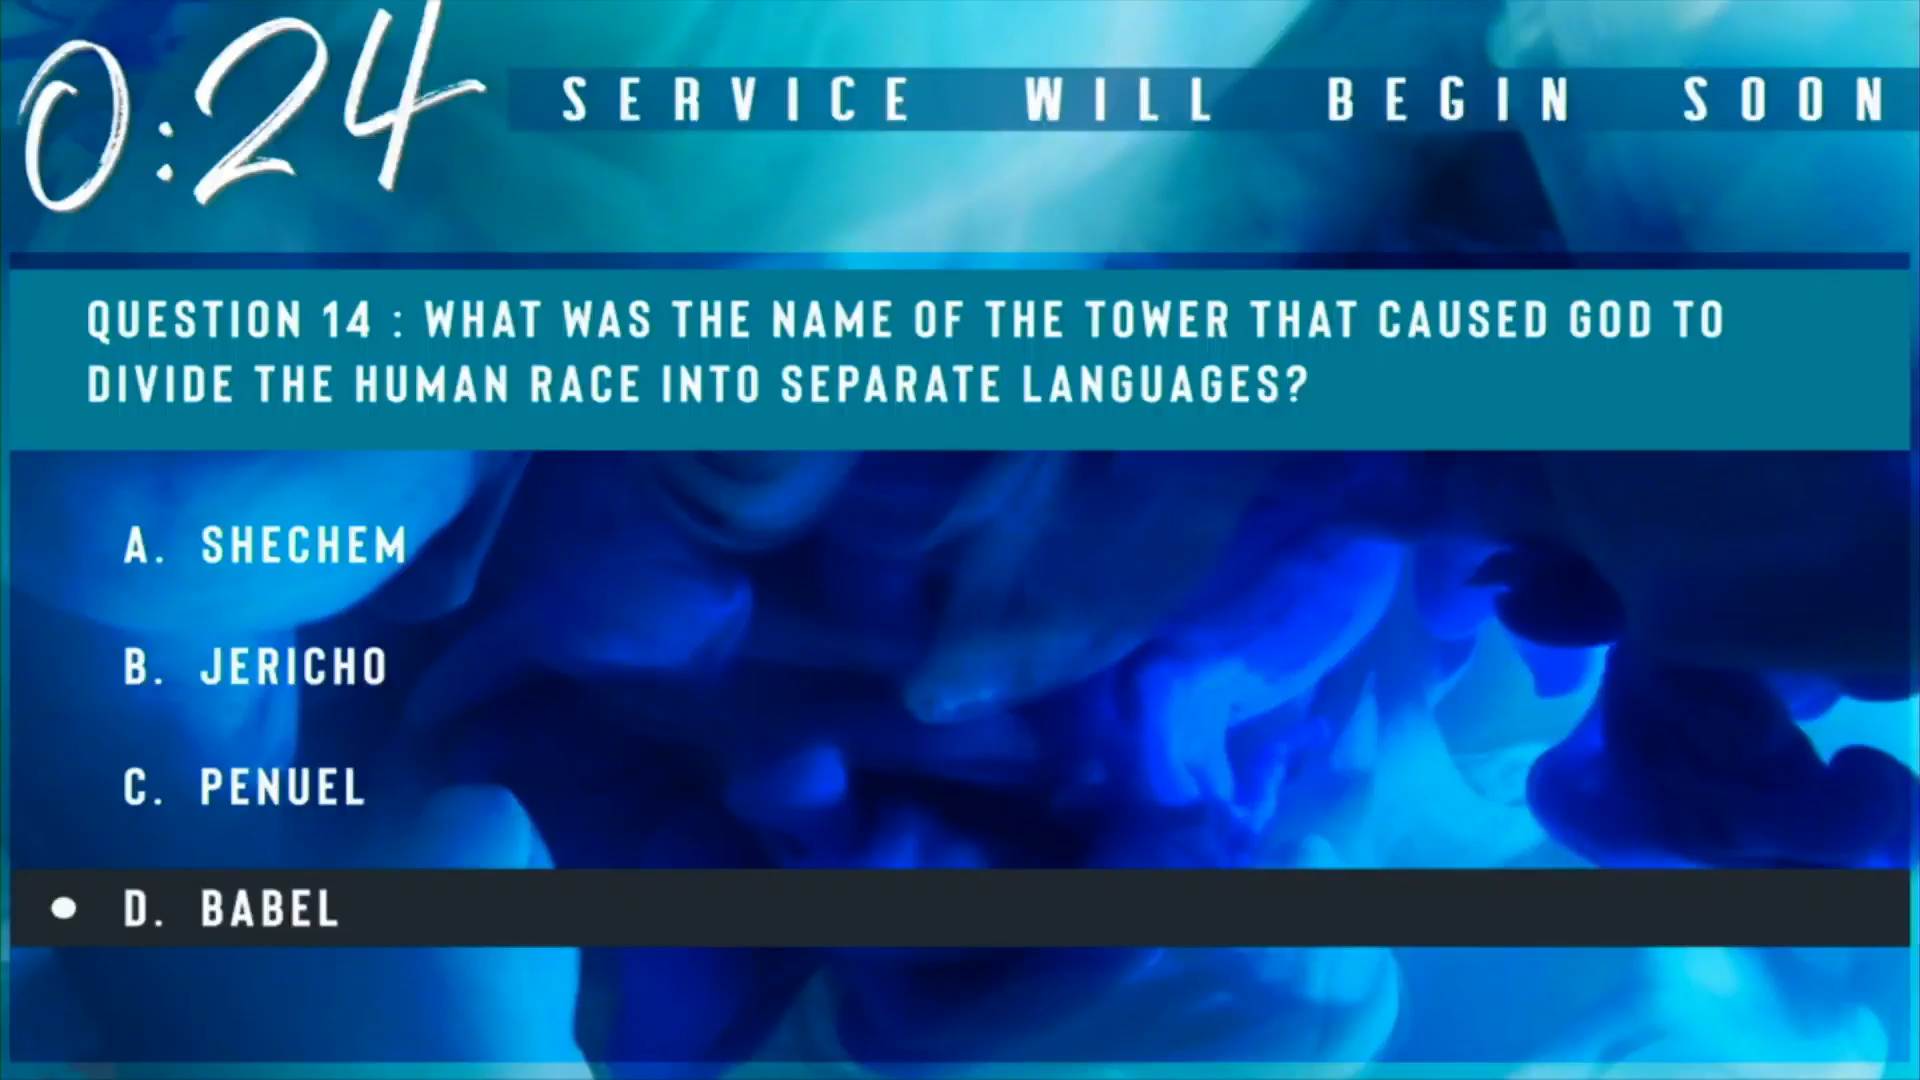 0:24
SERVICE WILL BEGIN SOON
QUESTION 14 : WHAT WAS THE NAME OF THE TOWER THAT CAUSED GOD TO
DIVIDE THE HUMAN RACE INTO SEPARATE LANGUAGES?
A. SHECHEM
B. JERICHO
C. PENUEL
D. BABEL